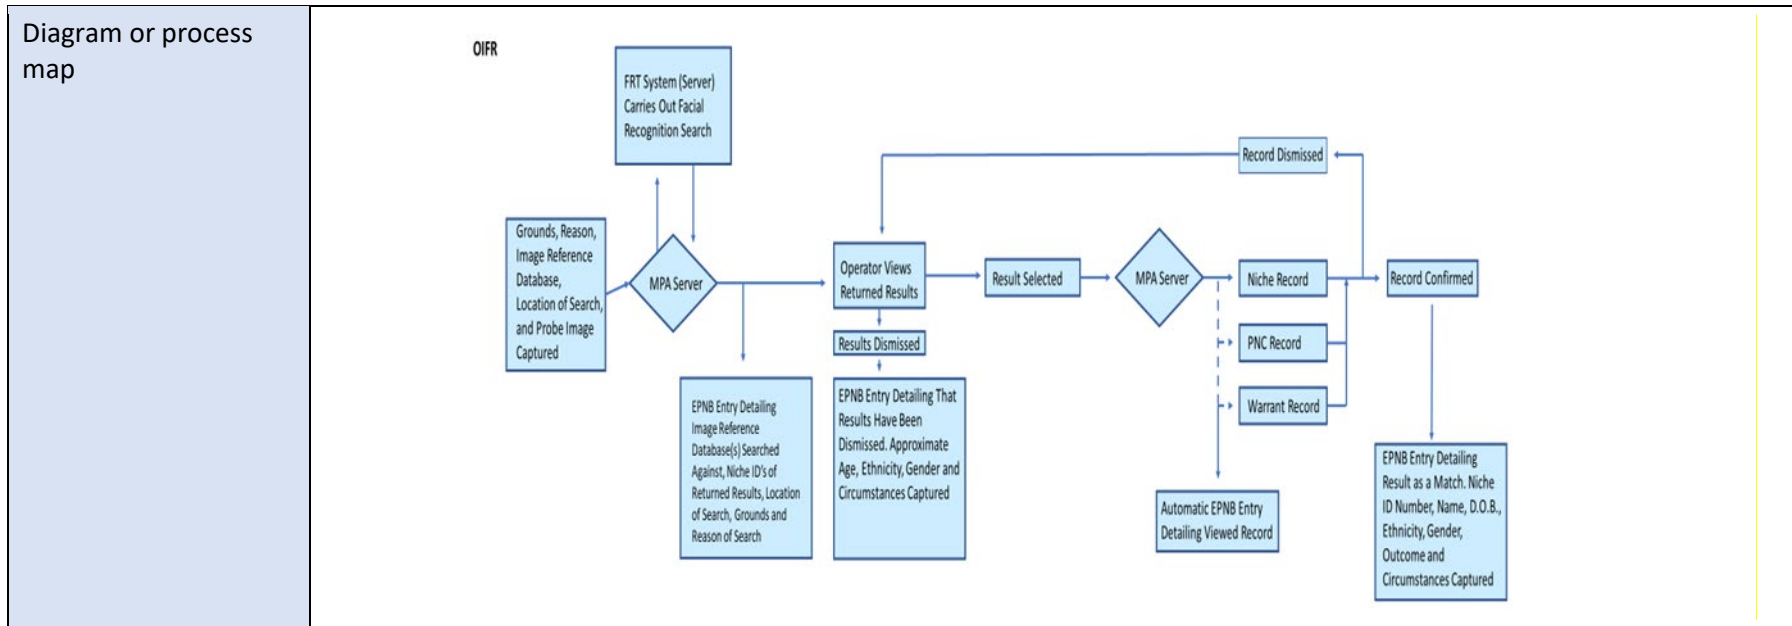 Diagram or process
map
OIFR
FRT System (Server)
Carries Out Facial
Recognition Search
Grounds, Reason,
Image Reference
Database,
Location of Search,
and Probe Image
Captured
MPA Server
EPNB Entry Detailing
Image Reference
Database(s) Searched
Against, Niche ID's of
Returned Results, Location
of Search, Grounds and
Reason of Search
Operator Views
Returned Results
Results Dismissed
EPNB Entry Detailing That
Results Have Been
Dismissed. Approximate
Age, Ethnicity, Gender and
Circumstances Captured
Result Selected
MPA Server
Record Dismissed
Niche Record
PNC Record
Warrant Record
Automatic EPNB Entry
Detailing Viewed Record
Record Confirmed
EPNB Entry Detailing
Result as a Match. Niche
ID Number, Name, D.O.B.,
Ethnicity, Gender,
Outcome and
Circumstances Captured